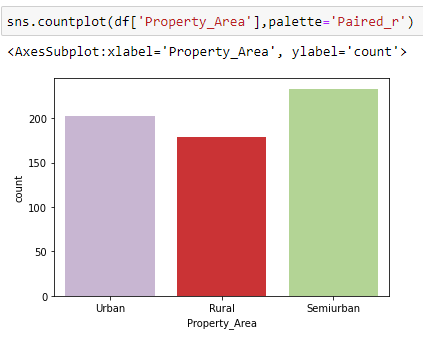 sns.countplot(df['Property_Area'],palette='Paired_r')
<AxesSubplot:xlabel='Property_Area', ylabel='count'>
200
150
100
50
0
count
Urban Rural Semiurban
Property_Area